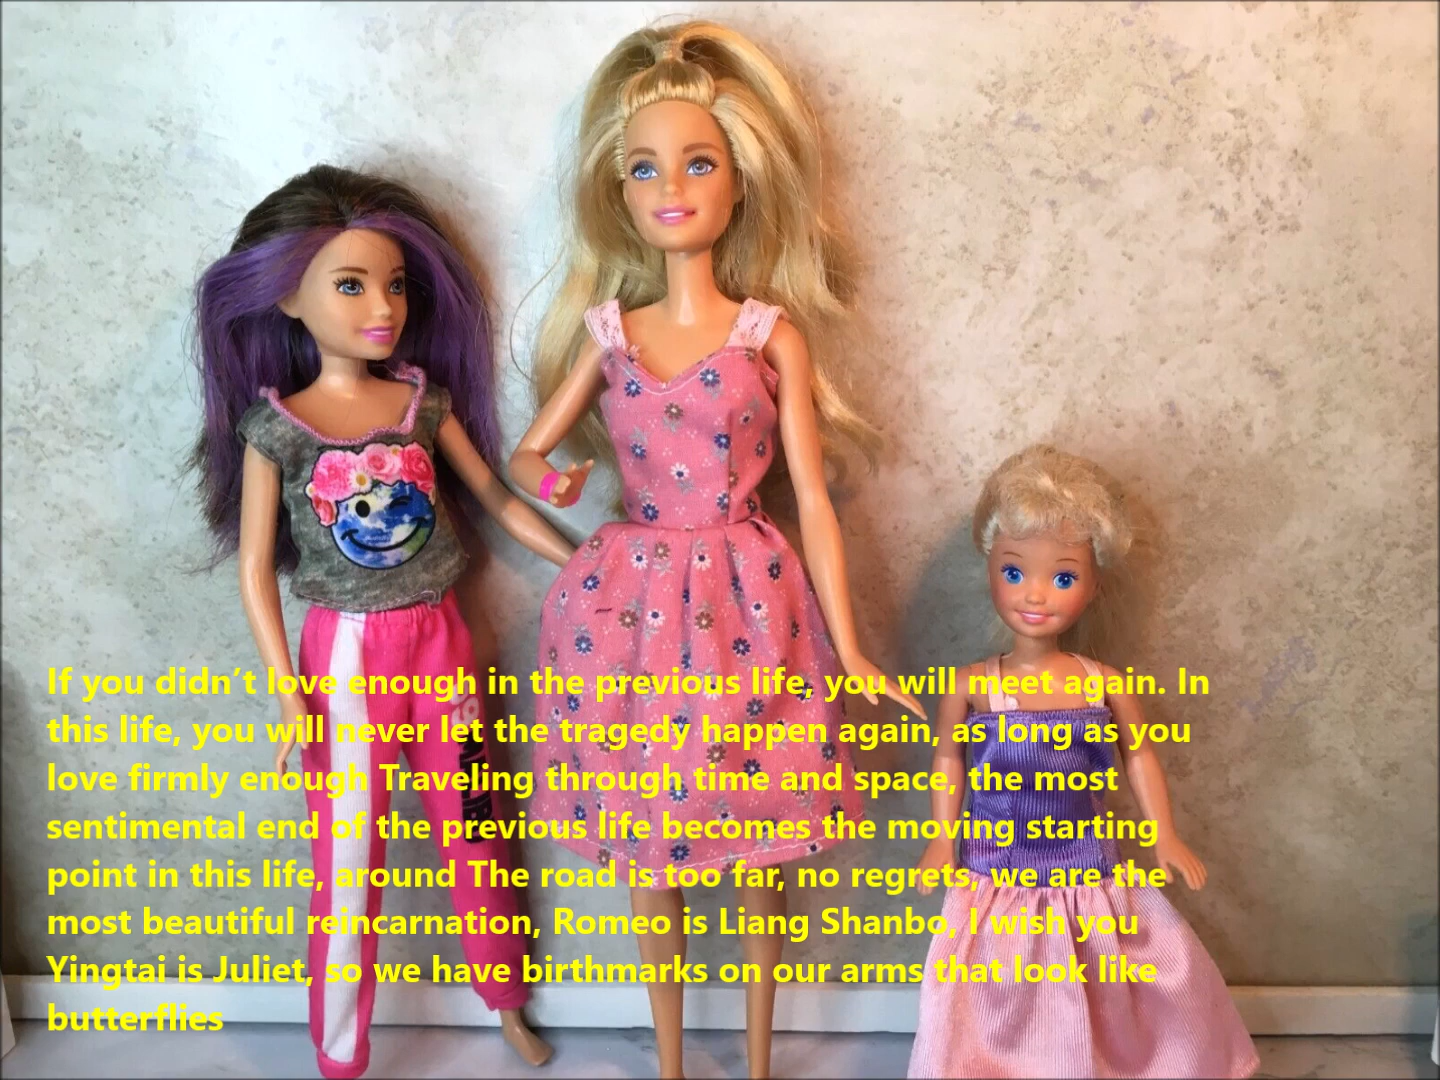 If you didn’t love enough in the previous life, you will meet again. In
this life, you will never let the tragedy happen again, as long as you
love firmly enough Traveling through time and space, the most
sentimental end of the previous life becomes the moving starting
point in this life, around The road is too far, no regrets, we are the
most beautiful reincarnation, Romeo is Liang Shanbo, I wish you
Yingtai is Juliet, so we have birthmarks on our arms that look like
butterflies